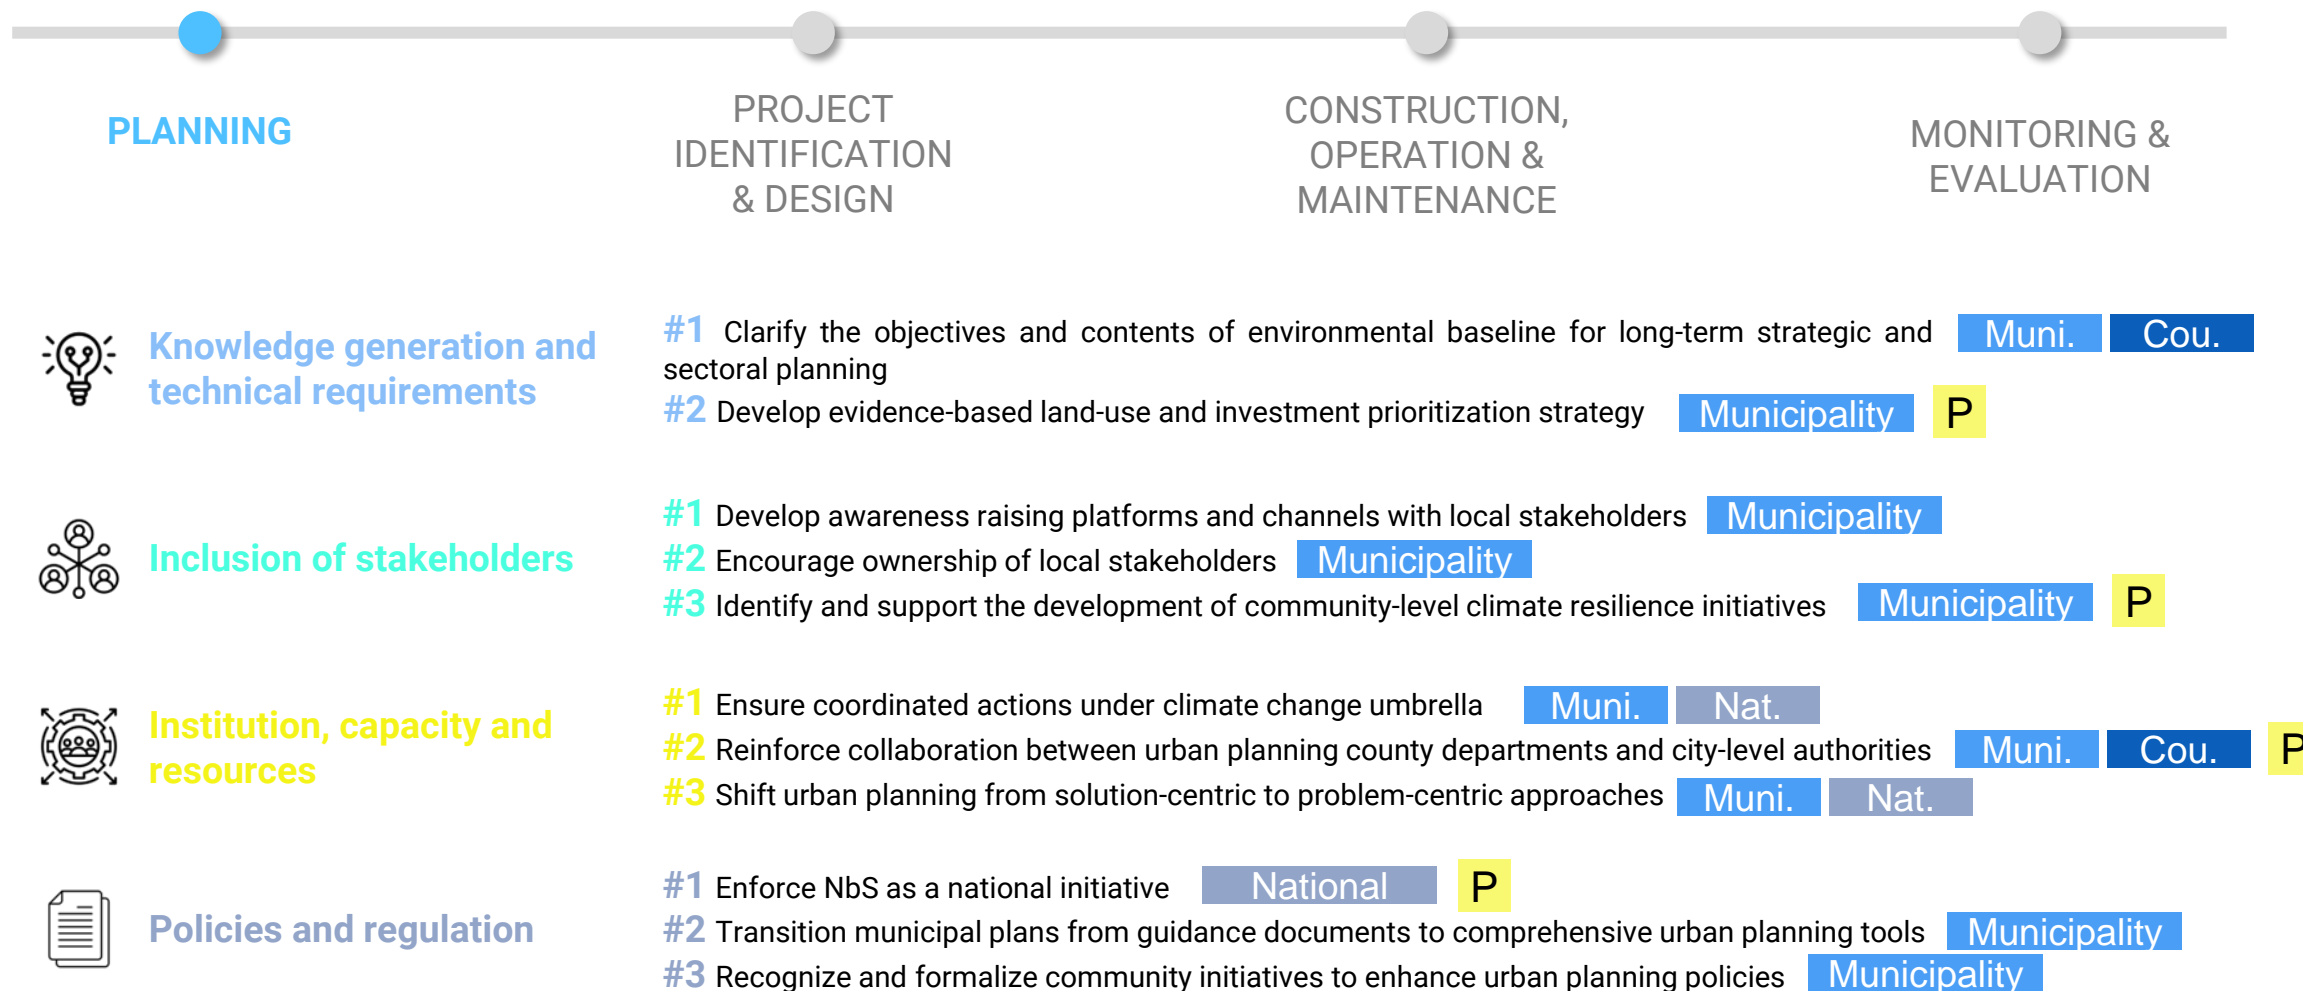 PLANNING
PROJECT
IDENTIFICATION
& DESIGN
CONSTRUCTION,
OPERATION &
MAINTENANCE
MONITORING &
EVALUATION
Knowledge generation and
technical requirements
#1 Clarify the objectives and contents of environmental baseline for long-term strategic and
sectoral planning
Muni. Cou.
#2 Develop evidence-based land-use and investment prioritization strategy Municipality P
Inclusion of stakeholders
#1 Develop awareness raising platforms and channels with local stakeholders Municipality
#2 Encourage ownership of local stakeholders Municipality
#3 Identify and support the development of community-level climate resilience initiatives Municipality P
Institution, capacity and
resources
#1 Ensure coordinated actions under climate change umbrella Muni. Nat.
#2 Reinforce collaboration between urban planning county departments and city-level authorities Muni. Cou. P
#3 Shift urban planning from solution-centric to problem-centric approaches Muni. Nat.
Policies and regulation
#1 Enforce NbS as a national initiative National P
#2 Transition municipal plans from guidance documents to comprehensive urban planning tools Municipality
#3 Recognize and formalize community initiatives to enhance urban planning policies Municipality